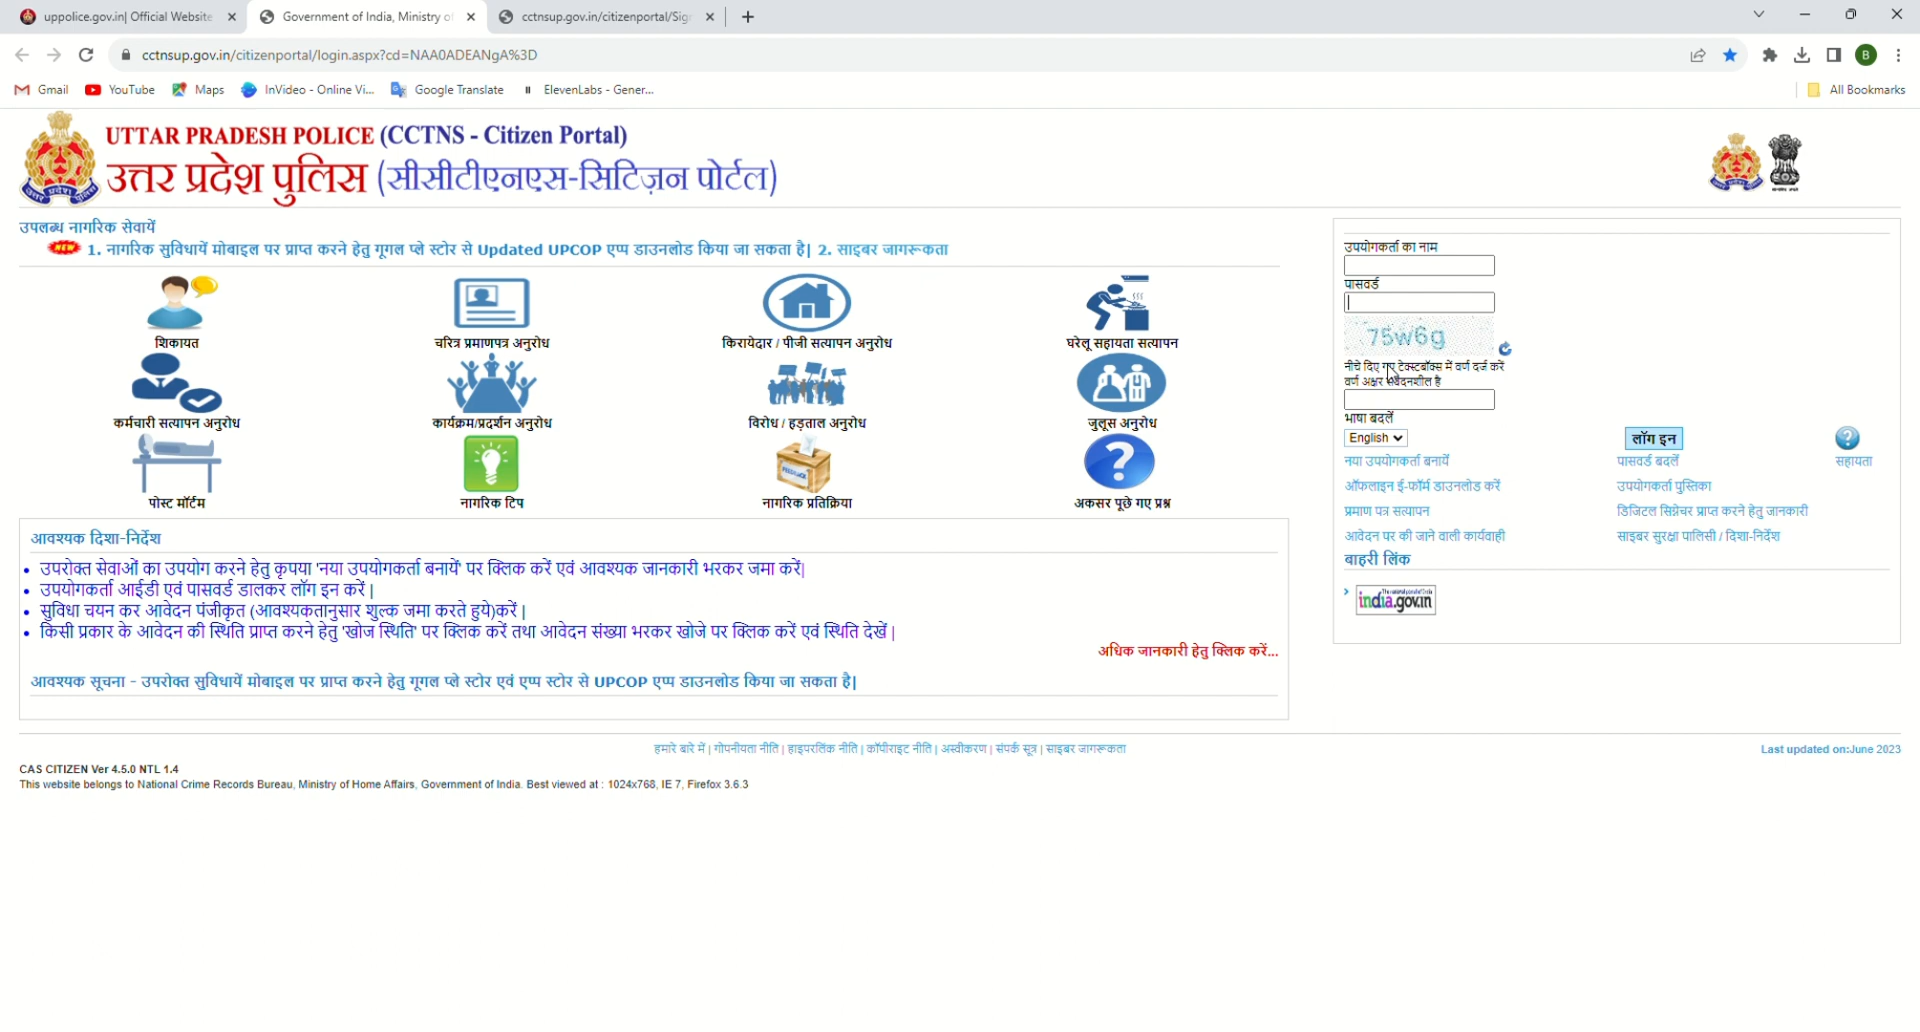 uppolice.gov.in| Official Website
Government of India, Ministry of
cctnsup.gov.in/citizenportal/Sig
cctnsup.gov.in/citizenportal/login.aspx?cd=NAA0ADEANgA%3D
B
Gmail
YouTube
Maps
InVideo - Online Vi...
Google Translate
ElevenLabs - Gener...
All Bookmarks
UTTAR PRADESH POLICE (CCTNS - Citizen Portal)
उत्तर प्रदेश पुलिस (सीसीटीएनएस-सिटिज़न पोर्टल)
उपलब्ध नागरिक सेवायें
NEW 1. नागरिक सुविधायें मोबाइल पर प्राप्त करने हेतु गूगल प्ले स्टोर से Updated UPCOP एप्प डाउनलोड किया जा सकता है| 2. साइबर जागरूकता
शिकायत
चरित्र प्रमाणपत्र अनुरोध
किरायेदार / पीजी सत्यापन अनुरोध
घरेलू सहायता सत्यापन
कर्मचारी सत्यापन अनुरोध
कार्यक्रम/प्रदर्शन अनुरोध
विरोध / हड़ताल अनुरोध
जुलूस अनुरोध
FEEDBACK
पोस्ट मॉर्टम
नागरिक टिप
नागरिक प्रतिक्रिया
अकसर पूछे गए प्रश्न
आवश्यक दिशा-निर्देश
• उपरोक्त सेवाओं का उपयोग करने हेतु कृपया 'नया उपयोगकर्ता बनायें' पर क्लिक करें एवं आवश्यक जानकारी भरकर जमा करें|
• उपयोगकर्ता आईडी एवं पासवर्ड डालकर लॉग इन करें |
• सुविधा चयन कर आवेदन पंजीकृत (आवश्यकतानुसार शुल्क जमा करते हुये)करें |
• किसी प्रकार के आवेदन की स्थिति प्राप्त करने हेतु 'खोज स्थिति' पर क्लिक करें तथा आवेदन संख्या भरकर खोजे पर क्लिक करें एवं स्थिति देखें |
अधिक जानकारी हेतु क्लिक करें...
आवश्यक सूचना - उपरोक्त सुविधायें मोबाइल पर प्राप्त करने हेतु गूगल प्ले स्टोर एवं एप्प स्टोर से UPCOP एप्प डाउनलोड किया जा सकता है|
उपयोगकर्ता का नाम
पासवर्ड
75w6g
नीचे दिए गए टेक्स्टबॉक्स में वर्ण दर्ज करें
वर्ण अक्षर संवेदनशील है
भाषा बदलें
English
लॉग इन
नया उपयोगकर्ता बनायें
पासवर्ड बदलें
सहायता
ऑफलाइन ई-फॉर्म डाउनलोड करें
उपयोगकर्ता पुस्तिका
प्रमाण पत्र सत्यापन
डिजिटल सिग्नेचर प्राप्त करने हेतु जानकारी
आवेदन पर की जाने वाली कार्यवाही
साइबर सुरक्षा पालिसी / दिशा-निर्देश
बाहरी लिंक
india.gov.in
हमारे बारे में | गोपनीयता नीति | हाइपरलिंक नीति | कॉपीराइट नीति | अस्वीकरण | संपर्क सूत्र | साइबर जागरूकता
Last updated on:June 2023
CAS CITIZEN Ver 4.5.0 NTL 1.4
This website belongs to National Crime Records Bureau, Ministry of Home Affairs, Government of India. Best viewed at : 1024x768, IE 7, Firefox 3.6.3